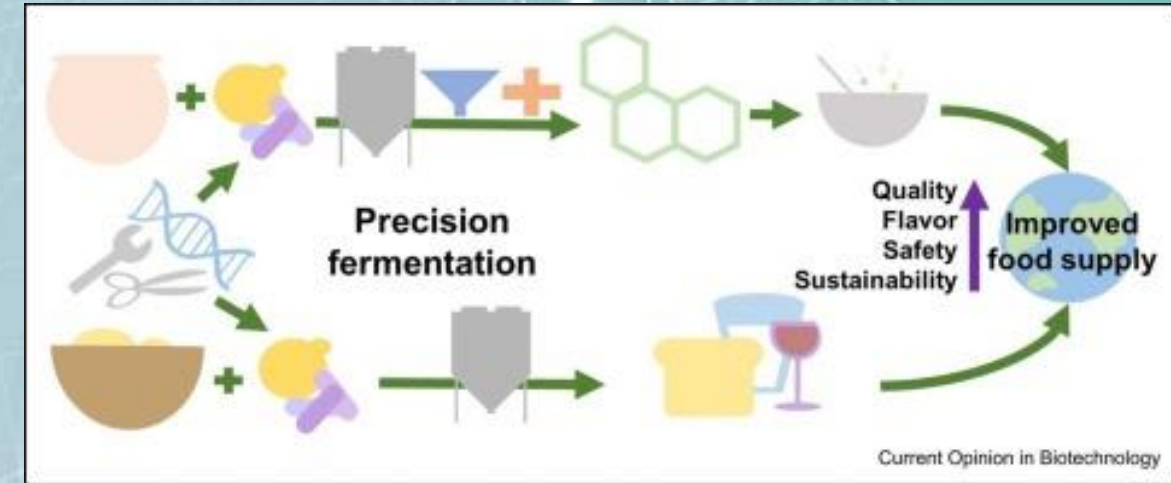 Precision
fermentation
Quality
Flavor
Safety
Sustainability
Improved
food supply
Current Opinion in Biotechnology